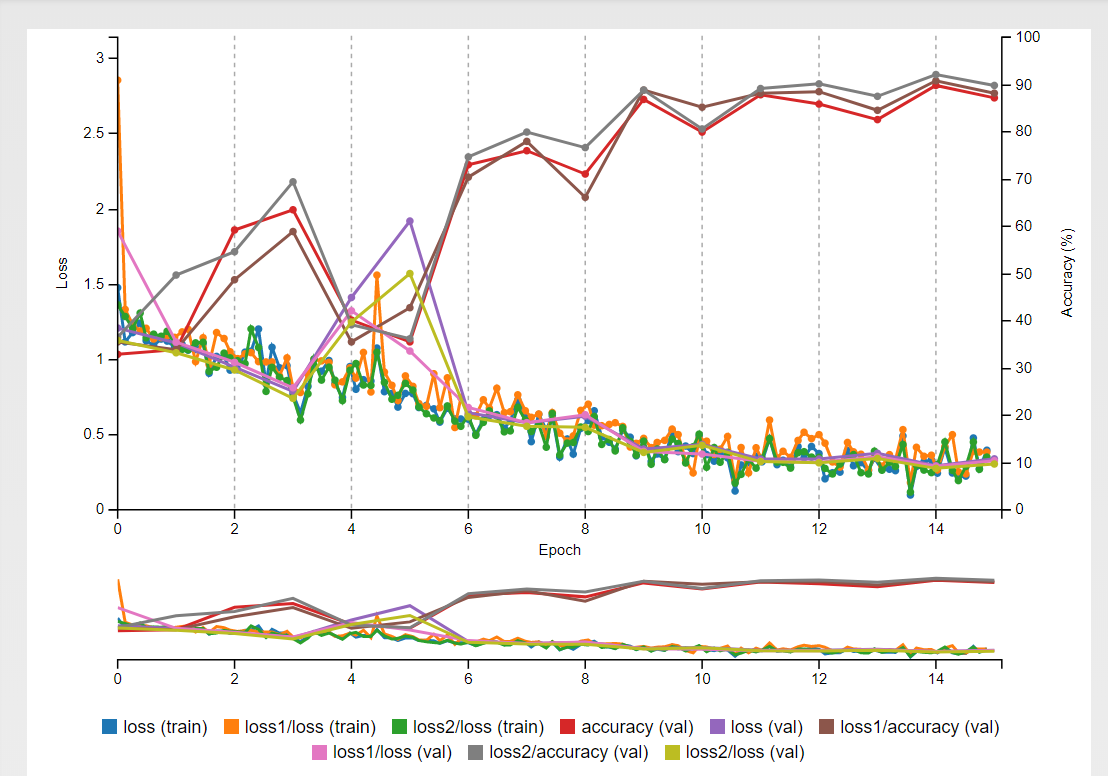 3
2.5
2
1.5
1
0.5
0
Loss
100
90
80
70
60
50
40
30
20
10
0
Accuracy (%)
0 2 4 6 8 10 12 14
Epoch
0 2 4 6 8 10 12 14
loss (train) loss1/loss (train) loss2/loss (train) accuracy (val) loss (val) loss1/accuracy (val)
loss1/loss (val) loss2/accuracy (val) loss2/loss (val)